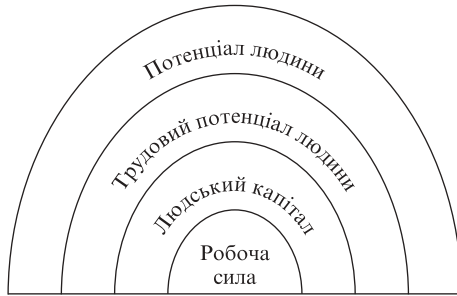 Потенціал людини
Трудовий потенціал людини
Людський капітал
Робоча
сила